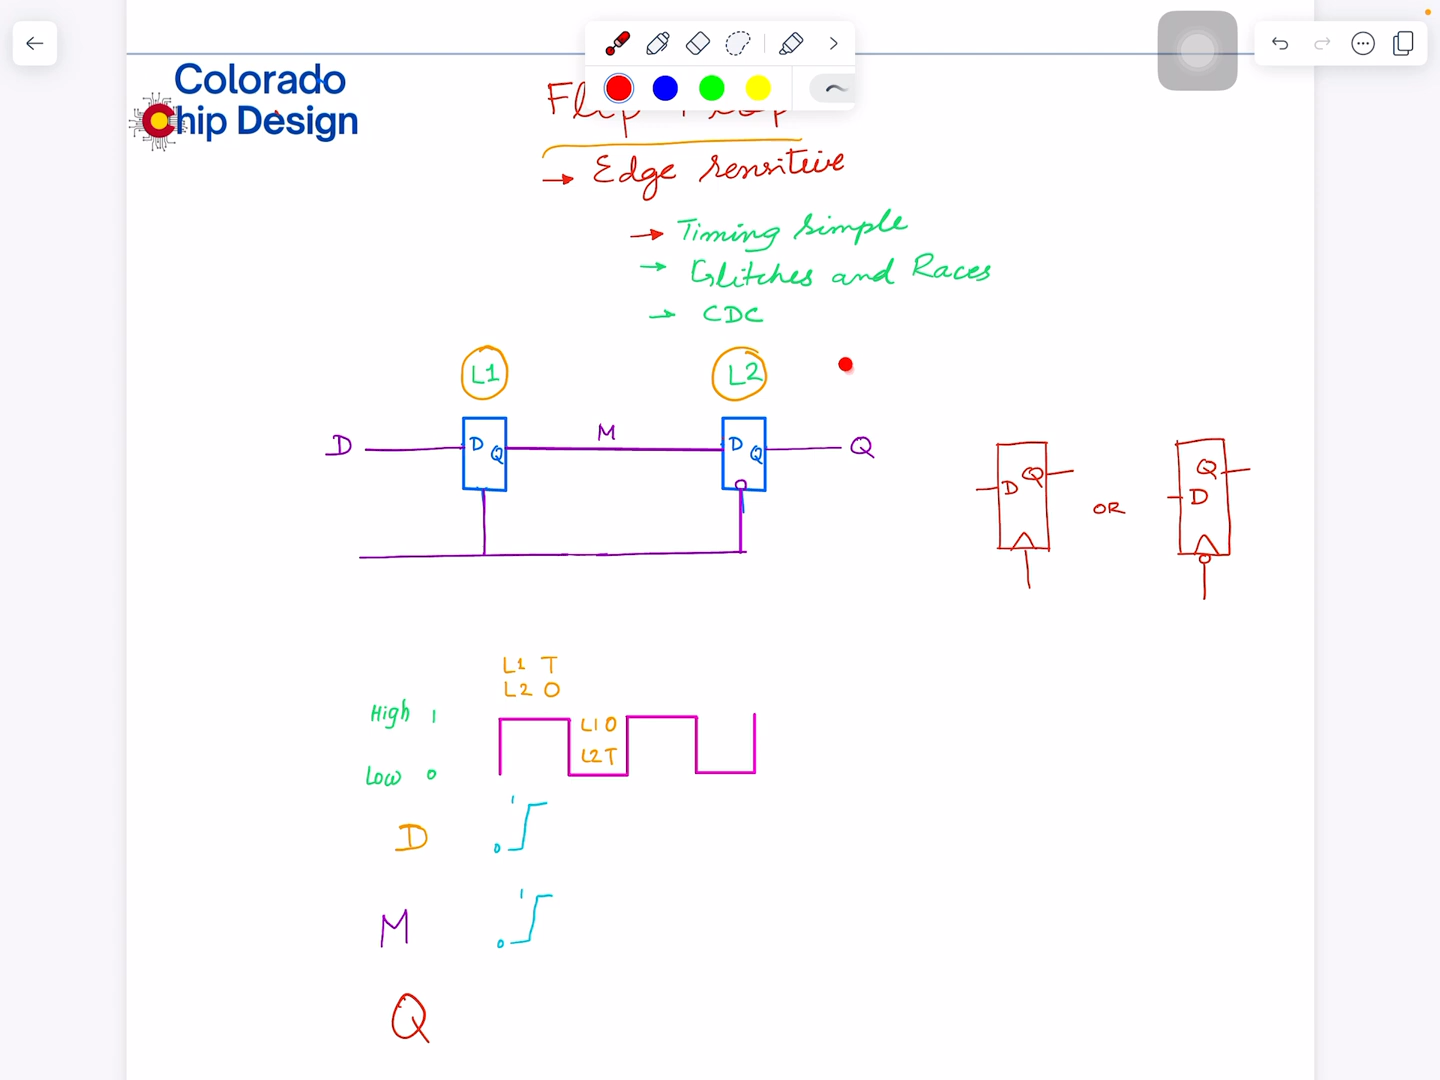 Colorado
Chip Design
→ Edge sensitive
→ Timing Simple
→ Glitches and Races
→ CDC
L1 L2
D D Q M D Q Q
D Q OR Q D
L1 T
L2 O
High 1
L1 O
L2 T
Low 0
1
D 0
1
M 0
Q